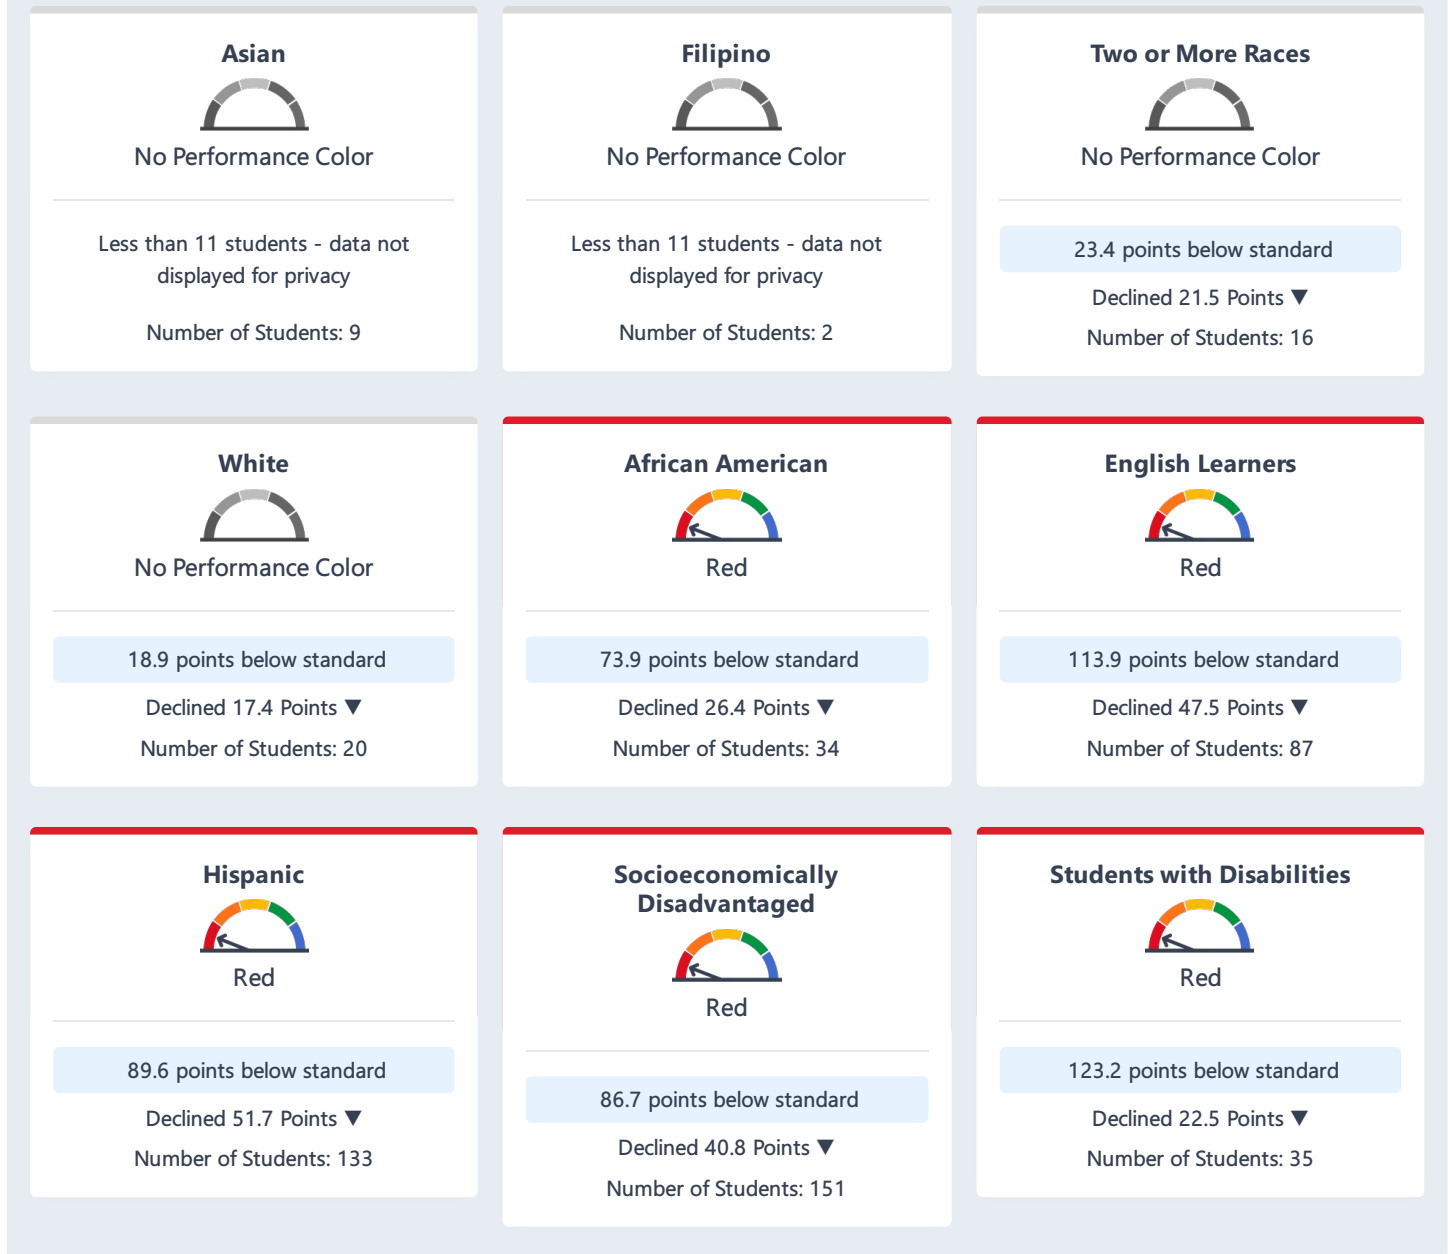 Asian
No Performance Color
Less than 11 students - data not
displayed for privacy
Number of Students: 9
Filipino
No Performance Color
Less than 11 students - data not
displayed for privacy
Number of Students: 2
Two or More Races
No Performance Color
23.4 points below standard
Declined 21.5 Points ▼
Number of Students: 16
White
No Performance Color
18.9 points below standard
Declined 17.4 Points ▼
Number of Students: 20
African American
Red
73.9 points below standard
Declined 26.4 Points ▼
Number of Students: 34
English Learners
Red
113.9 points below standard
Declined 47.5 Points ▼
Number of Students: 87
Hispanic
Red
89.6 points below standard
Declined 51.7 Points ▼
Number of Students: 133
Socioeconomically
Disadvantaged
Red
86.7 points below standard
Declined 40.8 Points ▼
Number of Students: 151
Students with Disabilities
Red
123.2 points below standard
Declined 22.5 Points ▼
Number of Students: 35